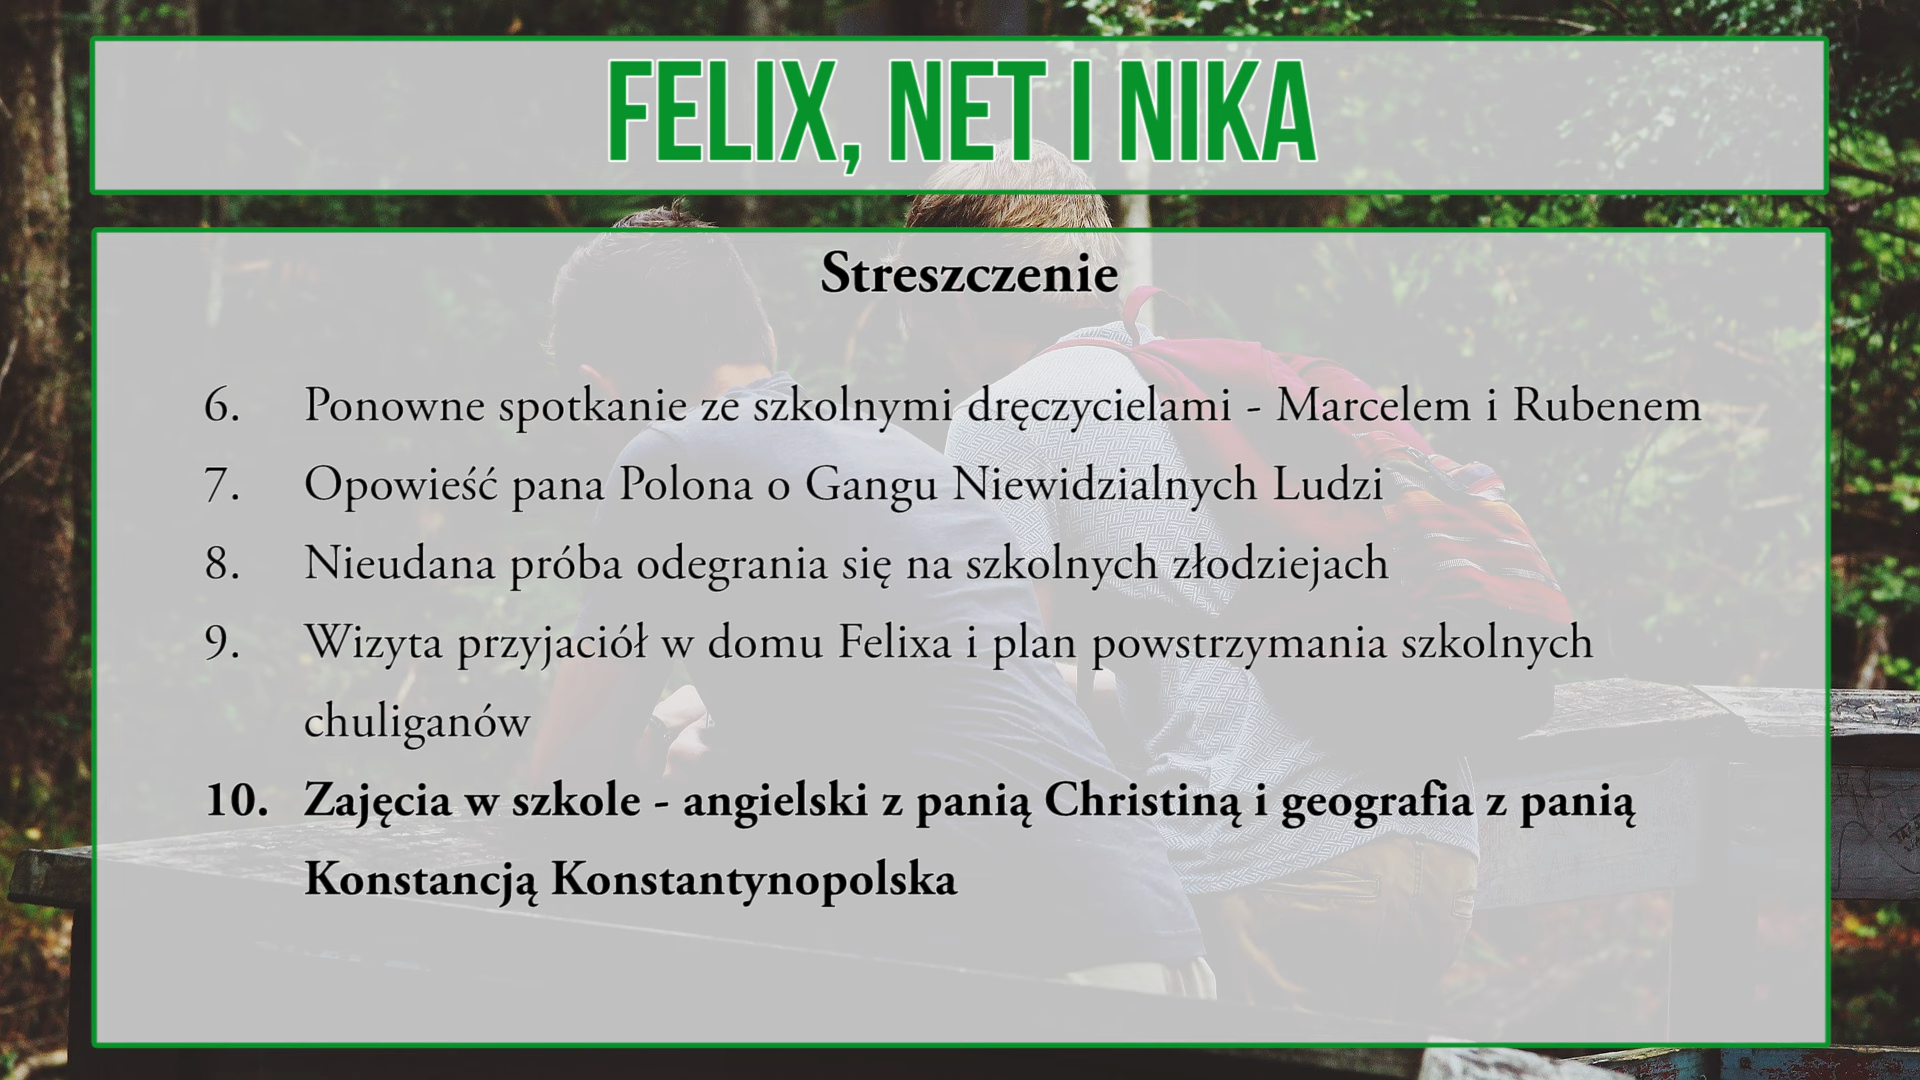 FELIX, NET I NIKA
Streszczenie
6. Ponowne spotkanie ze szkolnymi dręczycielami - Marcelem i Rubenem
7. Opowieść pana Polona o Gangu Niewidzialnych Ludzi
8. Nieudana próba odegrania się na szkolnych złodziejach
9. Wizyta przyjaciół w domu Felixa i plan powstrzymania szkolnych
chuliganów
10. Zajęcia w szkole - angielski z panią Christiną i geografia z panią
Konstancją Konstantynopolska